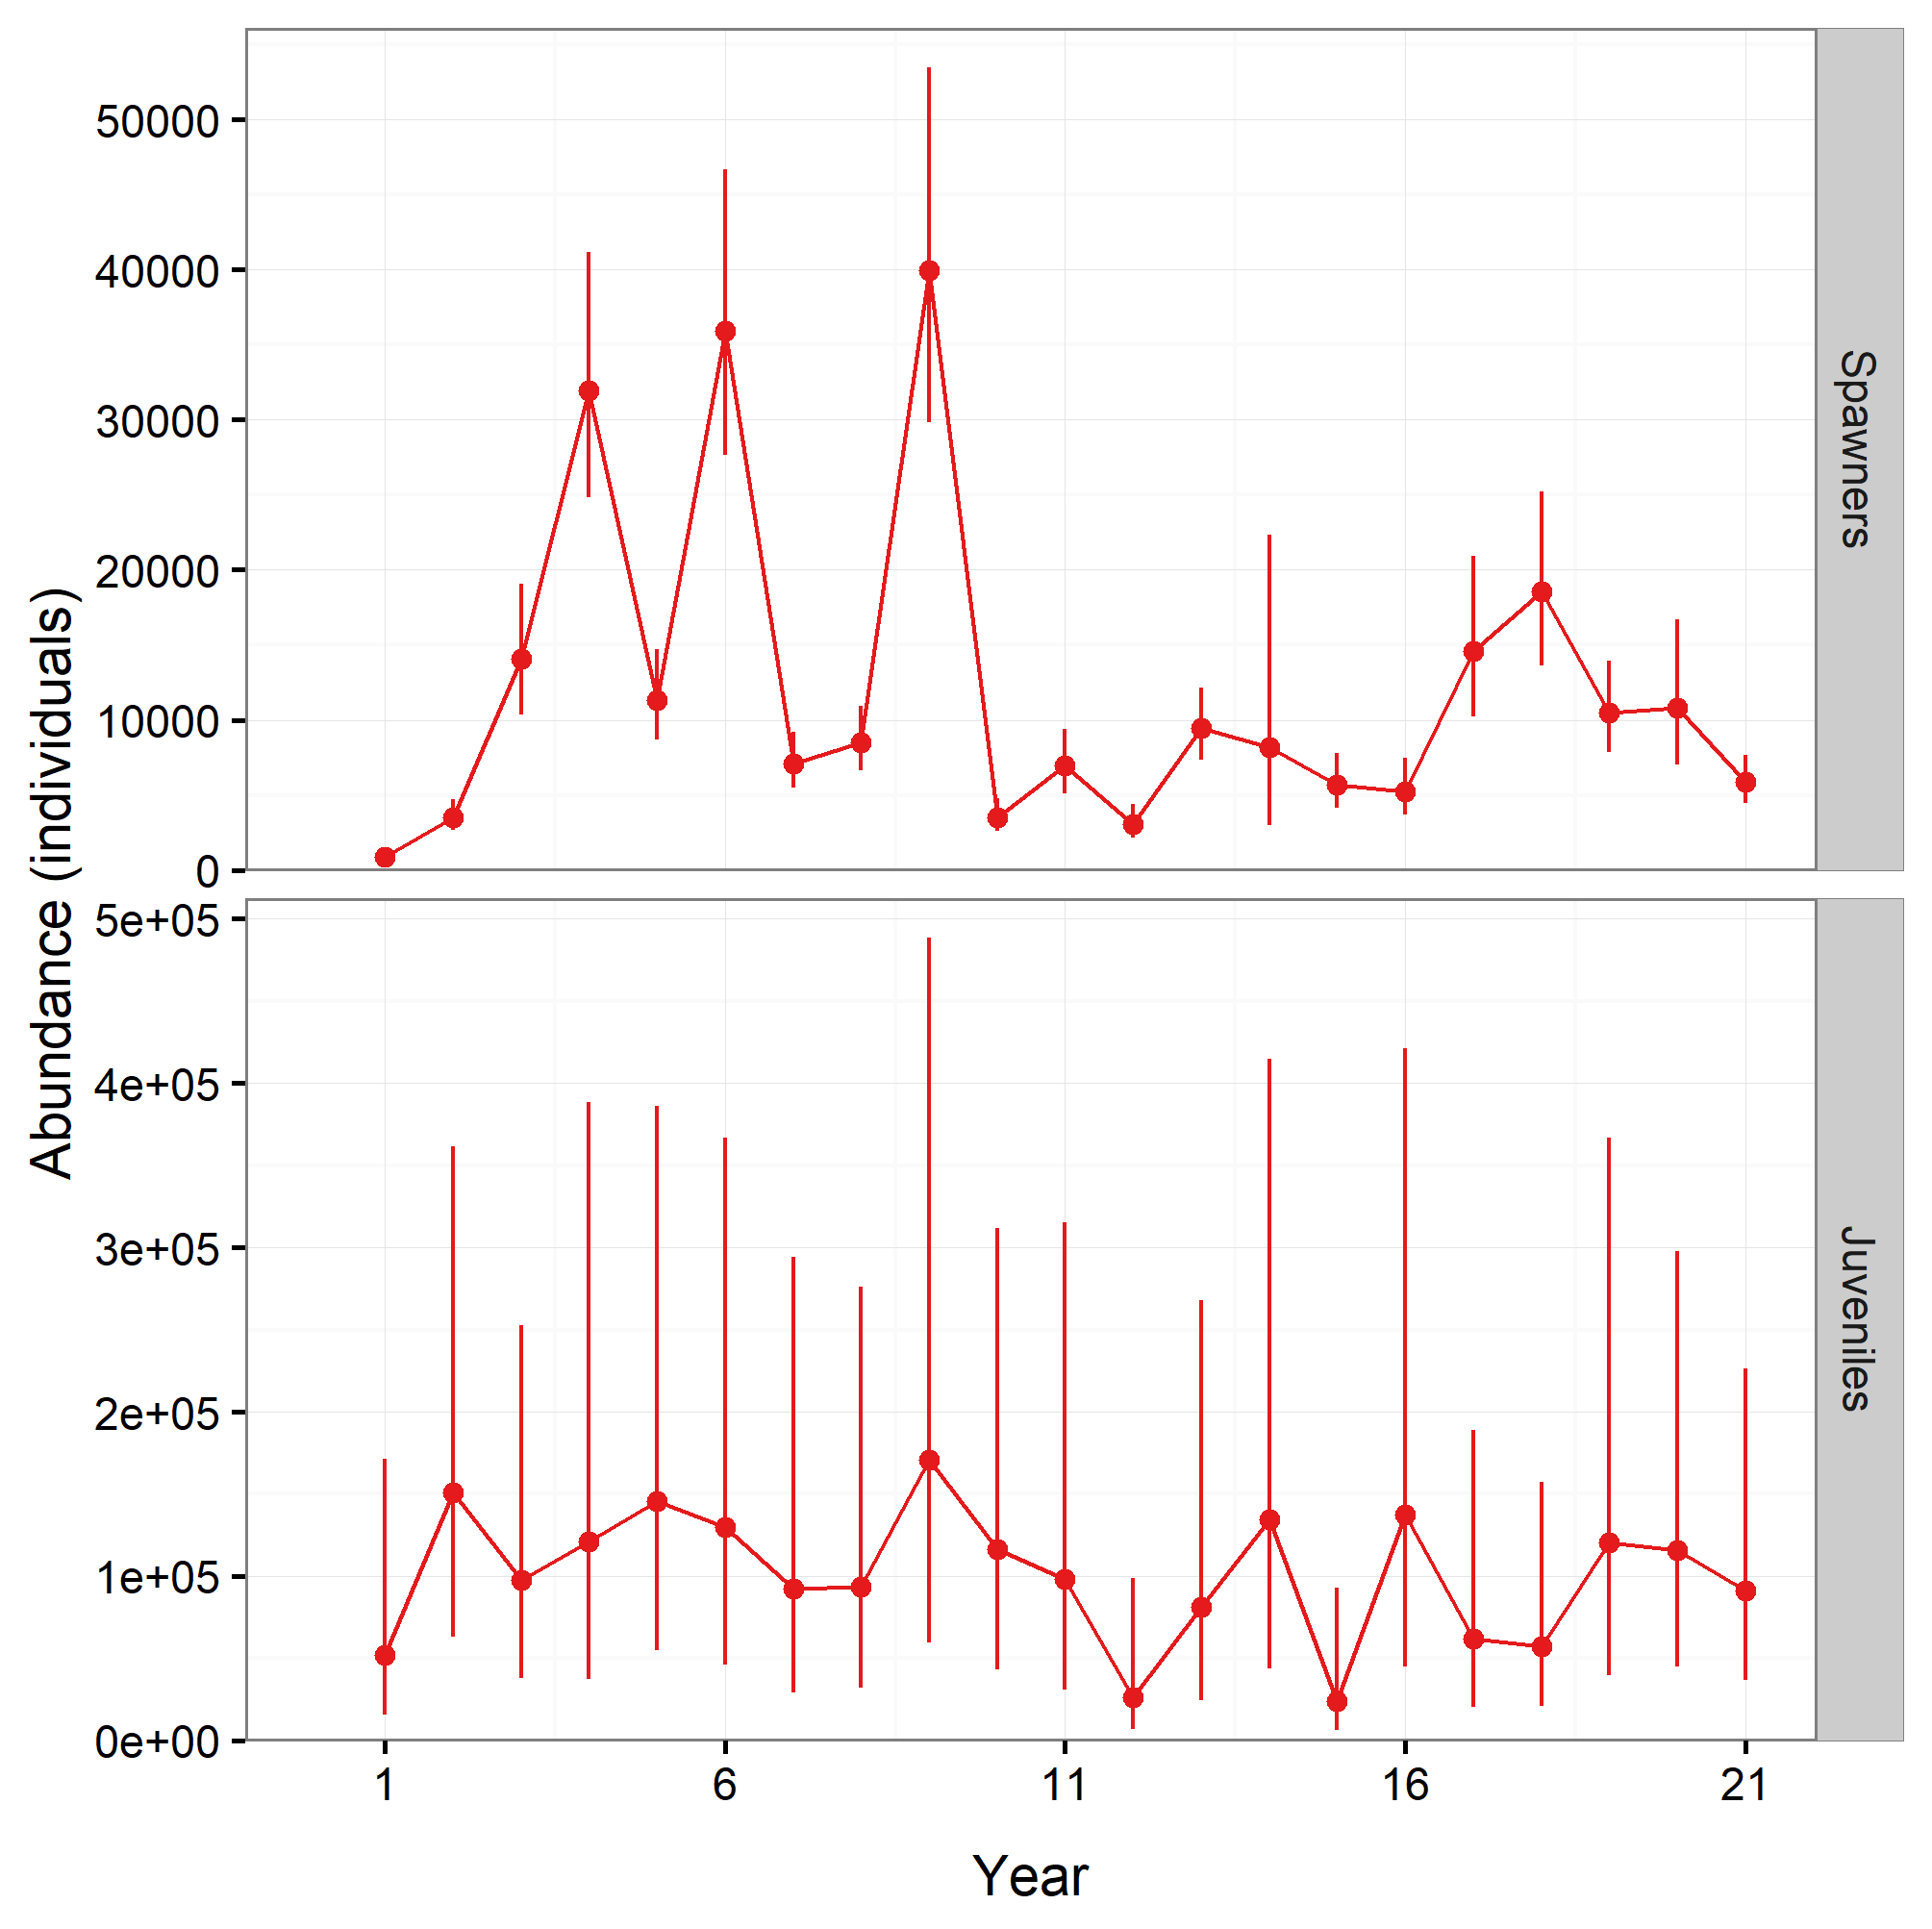 Abundance (individuals)
50000
40000
30000
20000
10000
0
Spawners
5e+05
4e+05
3e+05
2e+05
1e+05
0e+00
Juveniles
1 6 11 16 21
Year